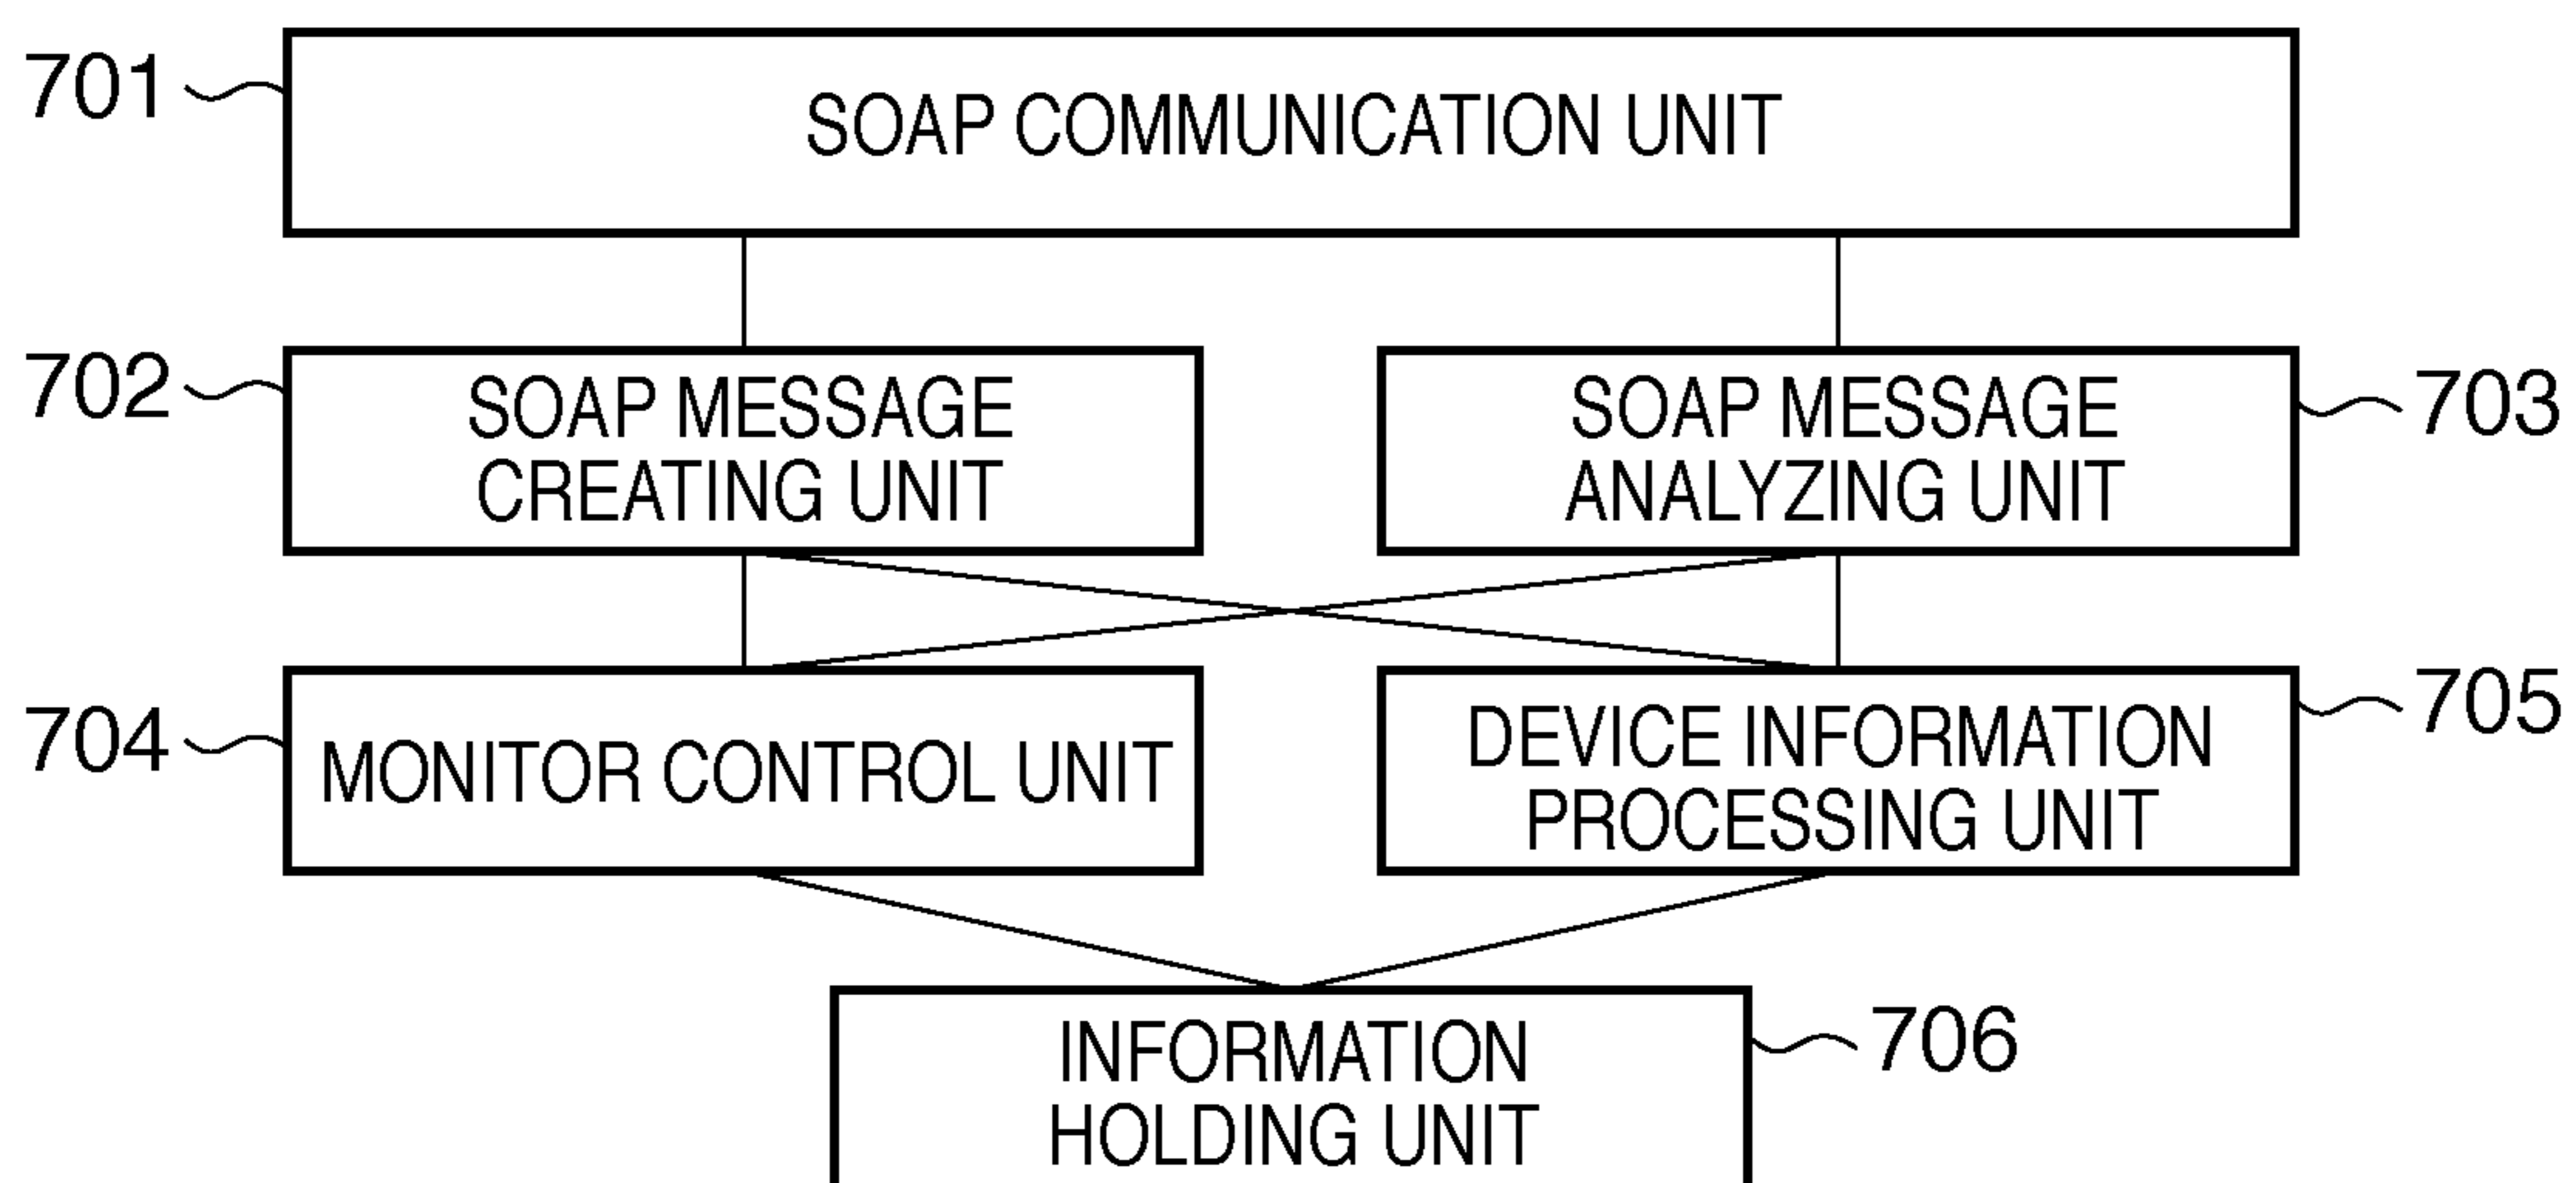 701
SOAP COMMUNICATION UNIT
702
SOAP MESSAGE
CREATING UNIT
SOAP MESSAGE
ANALYZING UNIT
703
704
MONITOR CONTROL UNIT
DEVICE INFORMATION
PROCESSING UNIT
705
INFORMATION
HOLDING UNIT
706